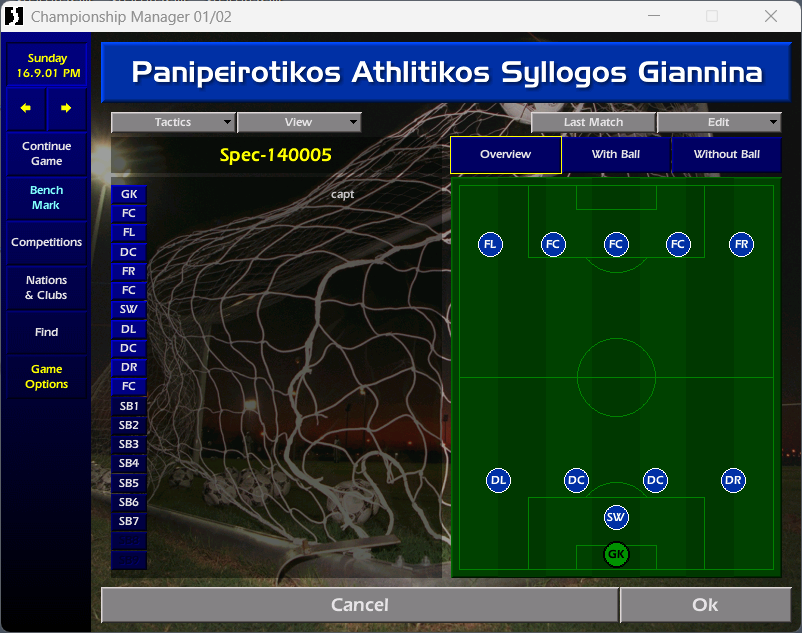 Championship Manager 01/02
Sunday
16.9.01 PM
Panipeirotikos Athlitikos Syllogos Giannina
Continue
Game
Bench
Mark
Competitions
Nations
& Clubs
Find
Game
Options
Tactics
View
Last Match
Edit
Spec-140005
Overview
With Ball
Without Ball
GK capt
FC
FL
DC
FR
FC
SW
DL
DC
DR
FC
SB1
SB2
SB3
SB4
SB5
SB6
SB7
FL FC FC FC FR
DL DC DC DR
SW
GK
Cancel
Ok